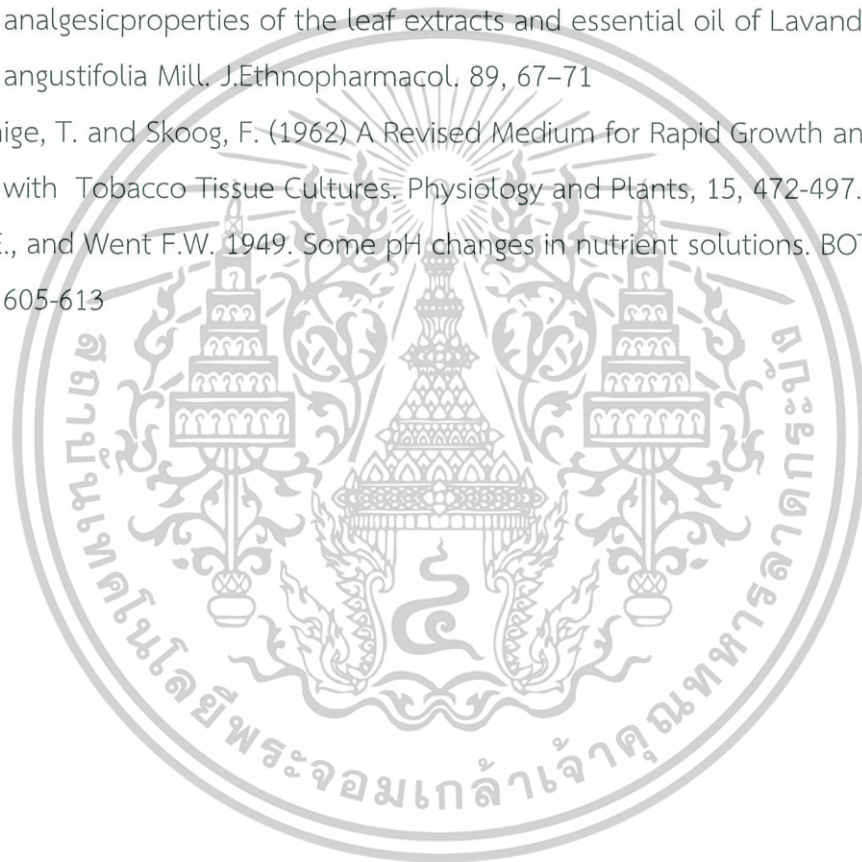 analgesicproperties of the leaf extracts and essential oil of Lavand
angustifolia Mill. J.Ethnopharmacol. 89, 67–71
ige, T. and Skoog, F. (1962) A Revised Medium for Rapid Growth an
with Tobacco Tissue Cultures. Physiology and Plants, 15, 472-497.
., and Went F.W. 1949. Some pH changes in nutrient solutions. BOT
605-613
สถาบันเทคโนโลยีพระจอมเกล้าเจ้าคุณทหารลาดกระบัง
๔